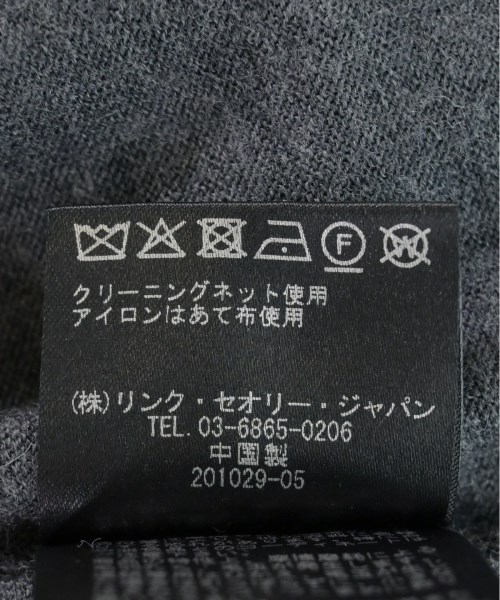 F W
クリーニングネット使用
アイロンはあて布使用
(株)リンク・セオリー・ジャパン
TEL. 03-6865-0206
中国製
201029-05